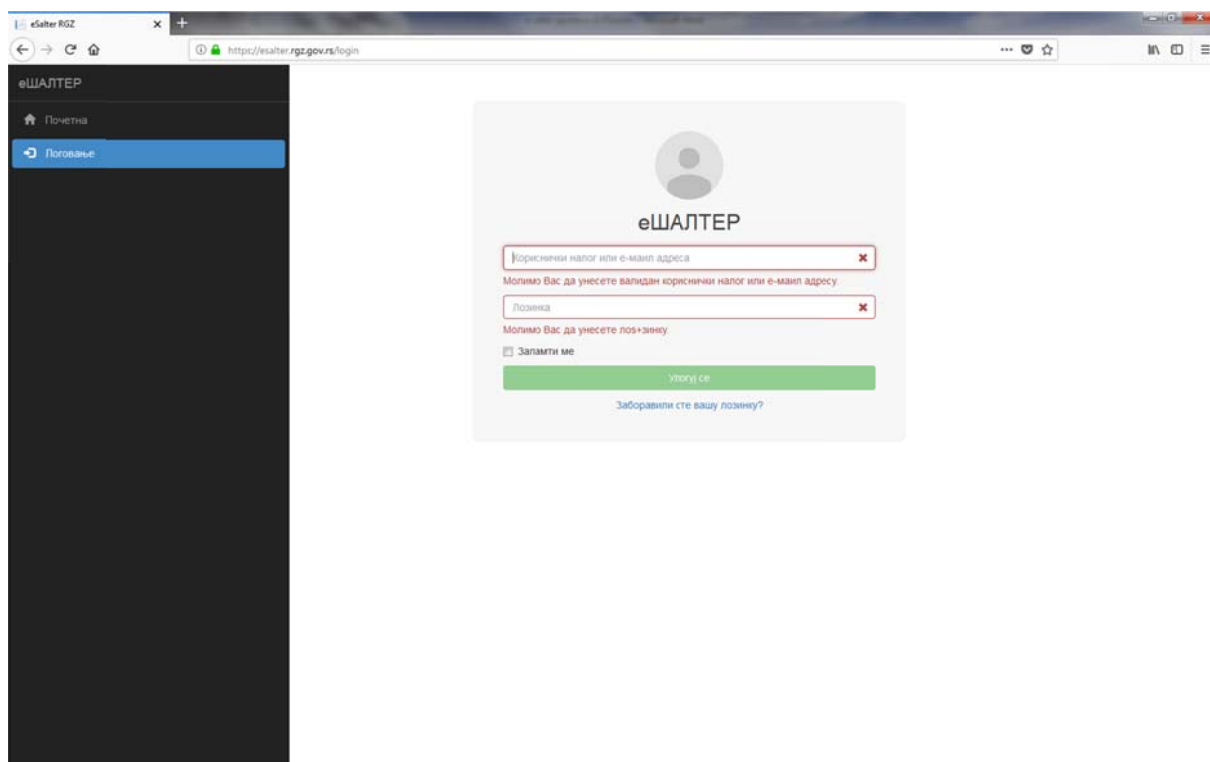 eSalter RGZ
https://esalter.rgz.gov.rs/login
еШАЛТЕР
Почетна
Логовање
еШАЛТЕР
Кориснички налог или е-маил адреса
Молимо Вас да унесете валидан кориснички налог или е-маил адресу.
Лозинка
Молимо Вас да унесете лоз+зинку.
Запамти ме
Улогуј се
Заборавили сте вашу лозинку?